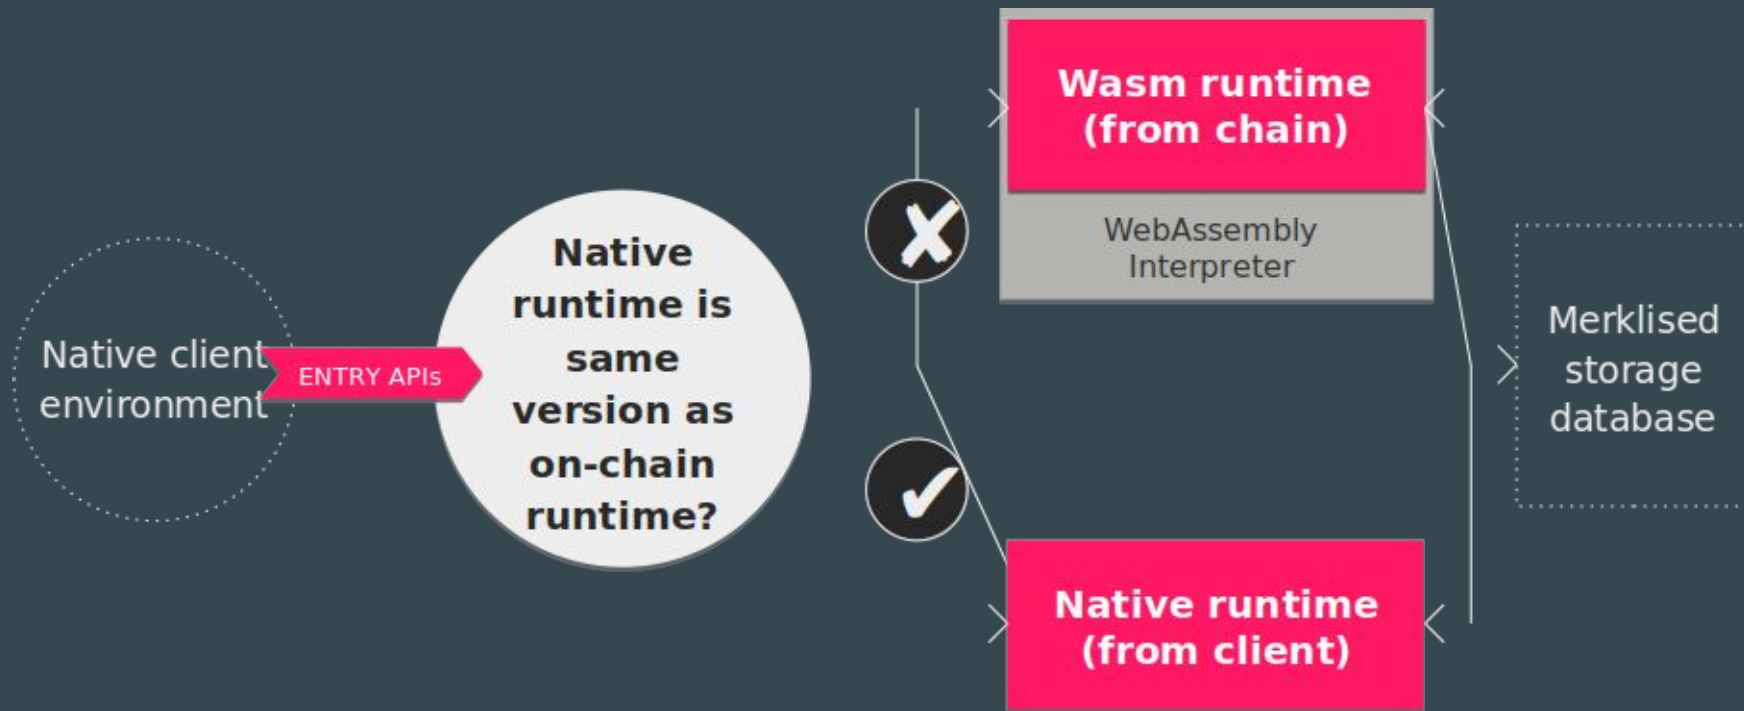 Native client
environment
ENTRY APIs
Native
runtime is
same
version as
on-chain
runtime?
Wasm runtime
(from chain)
WebAssembly
Interpreter
Native runtime
(from client)
Merklised
storage
database